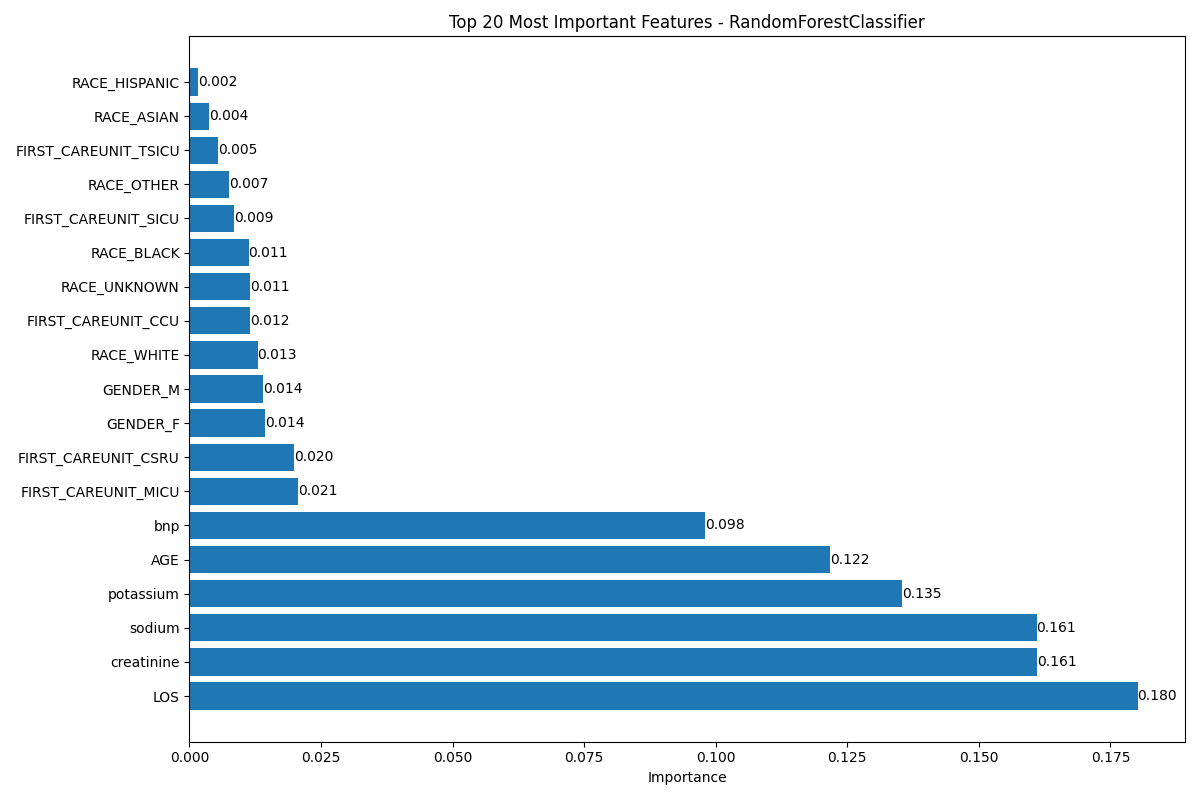 Top 20 Most Important Features - RandomForestClassifier
RACE_HISPANIC 0.002
RACE_ASIAN 0.004
FIRST_CAREUNIT_TSICU 0.005
RACE_OTHER 0.007
FIRST_CAREUNIT_SICU 0.009
RACE_BLACK 0.011
RACE_UNKNOWN 0.011
FIRST_CAREUNIT_CCU 0.012
RACE_WHITE 0.013
GENDER_M 0.014
GENDER_F 0.014
FIRST_CAREUNIT_CSRU 0.020
FIRST_CAREUNIT_MICU 0.021
bnp 0.098
AGE 0.122
potassium 0.135
sodium 0.161
creatinine 0.161
LOS 0.180
0.000 0.025 0.050 0.075 0.100 0.125 0.150 0.175
Importance